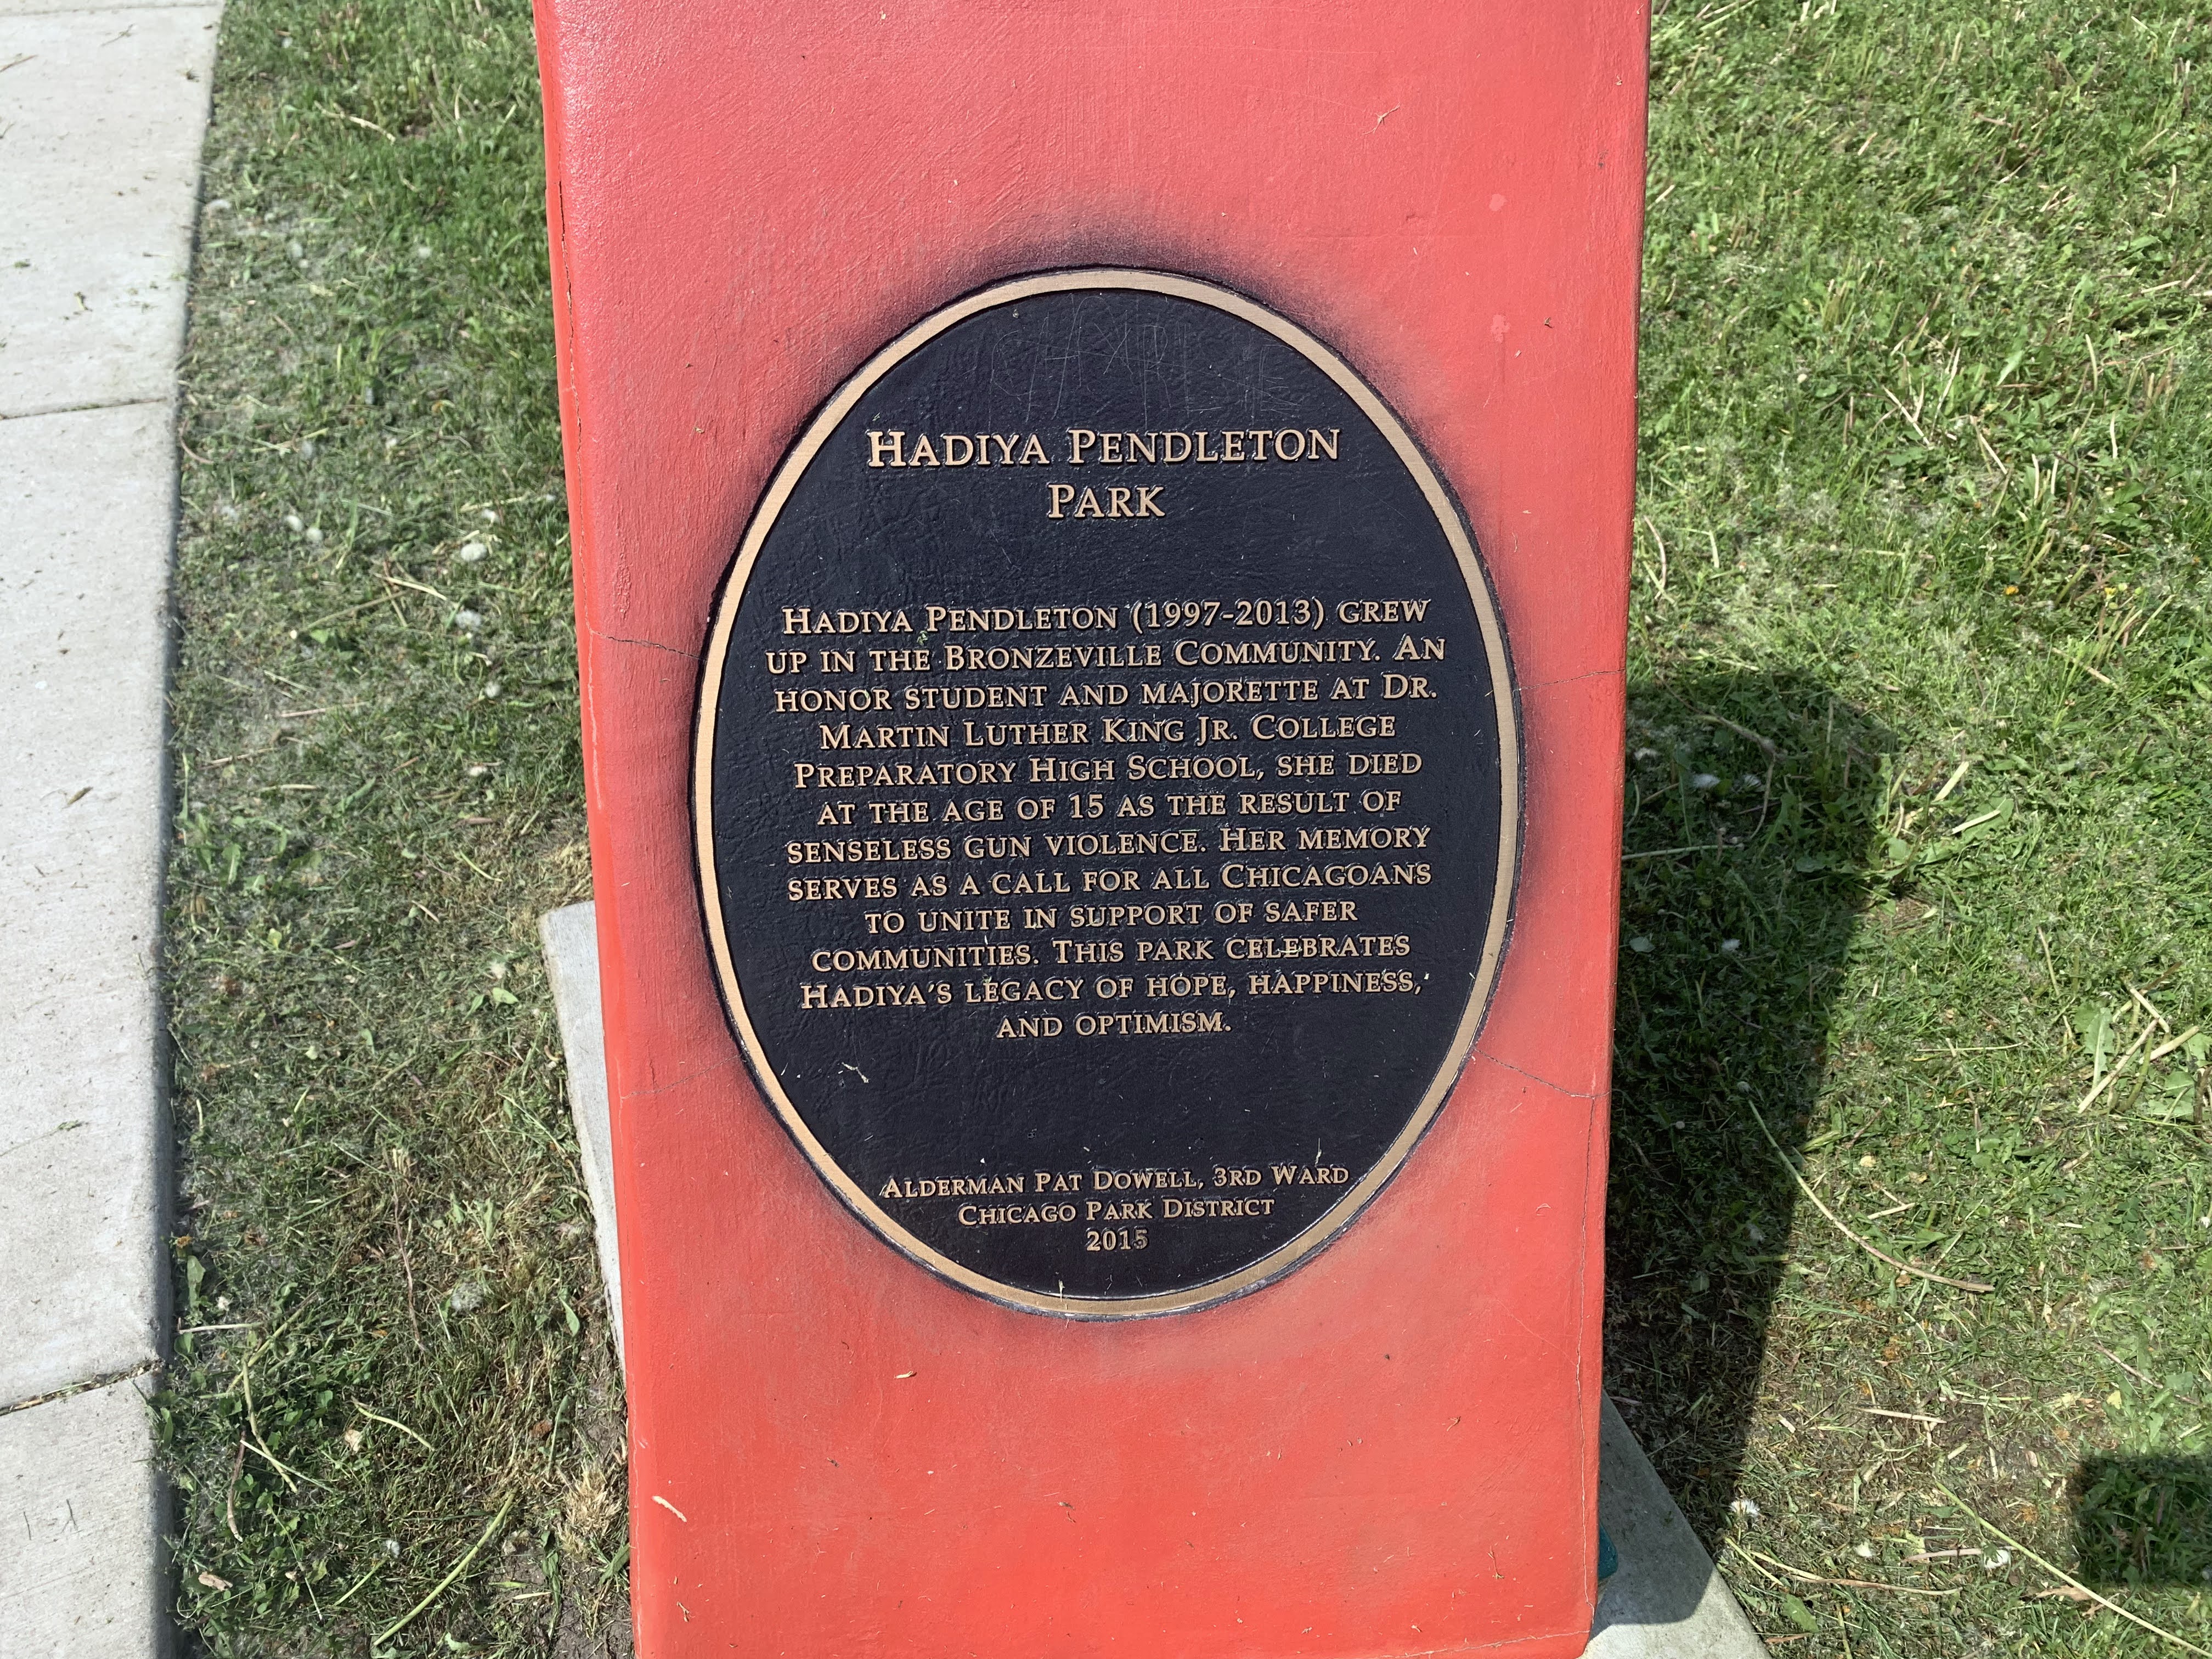 HADIYA PENDLETON
PARK
HADIYA PENDLETON (1997-2013) GREW
UP IN THE BRONZEVILLE COMMUNITY. AN
HONOR STUDENT AND MAJORETTE AT DR.
MARTIN LUTHER KING JR. COLLEGE
PREPARATORY HIGH SCHOOL, SHE DIED
AT THE AGE OF 15 AS THE RESULT OF
SENSELESS GUN VIOLENCE. HER MEMORY
SERVES AS A CALL FOR ALL CHICAGOANS
TO UNITE IN SUPPORT OF SAFER
COMMUNITIES. THIS PARK CELEBRATES
HADIYA'S LEGACY OF HOPE, HAPPINESS,
AND OPTIMISM.
ALDERMAN PAT DOWELL, 3RD WARD
CHICAGO PARK DISTRICT
2015